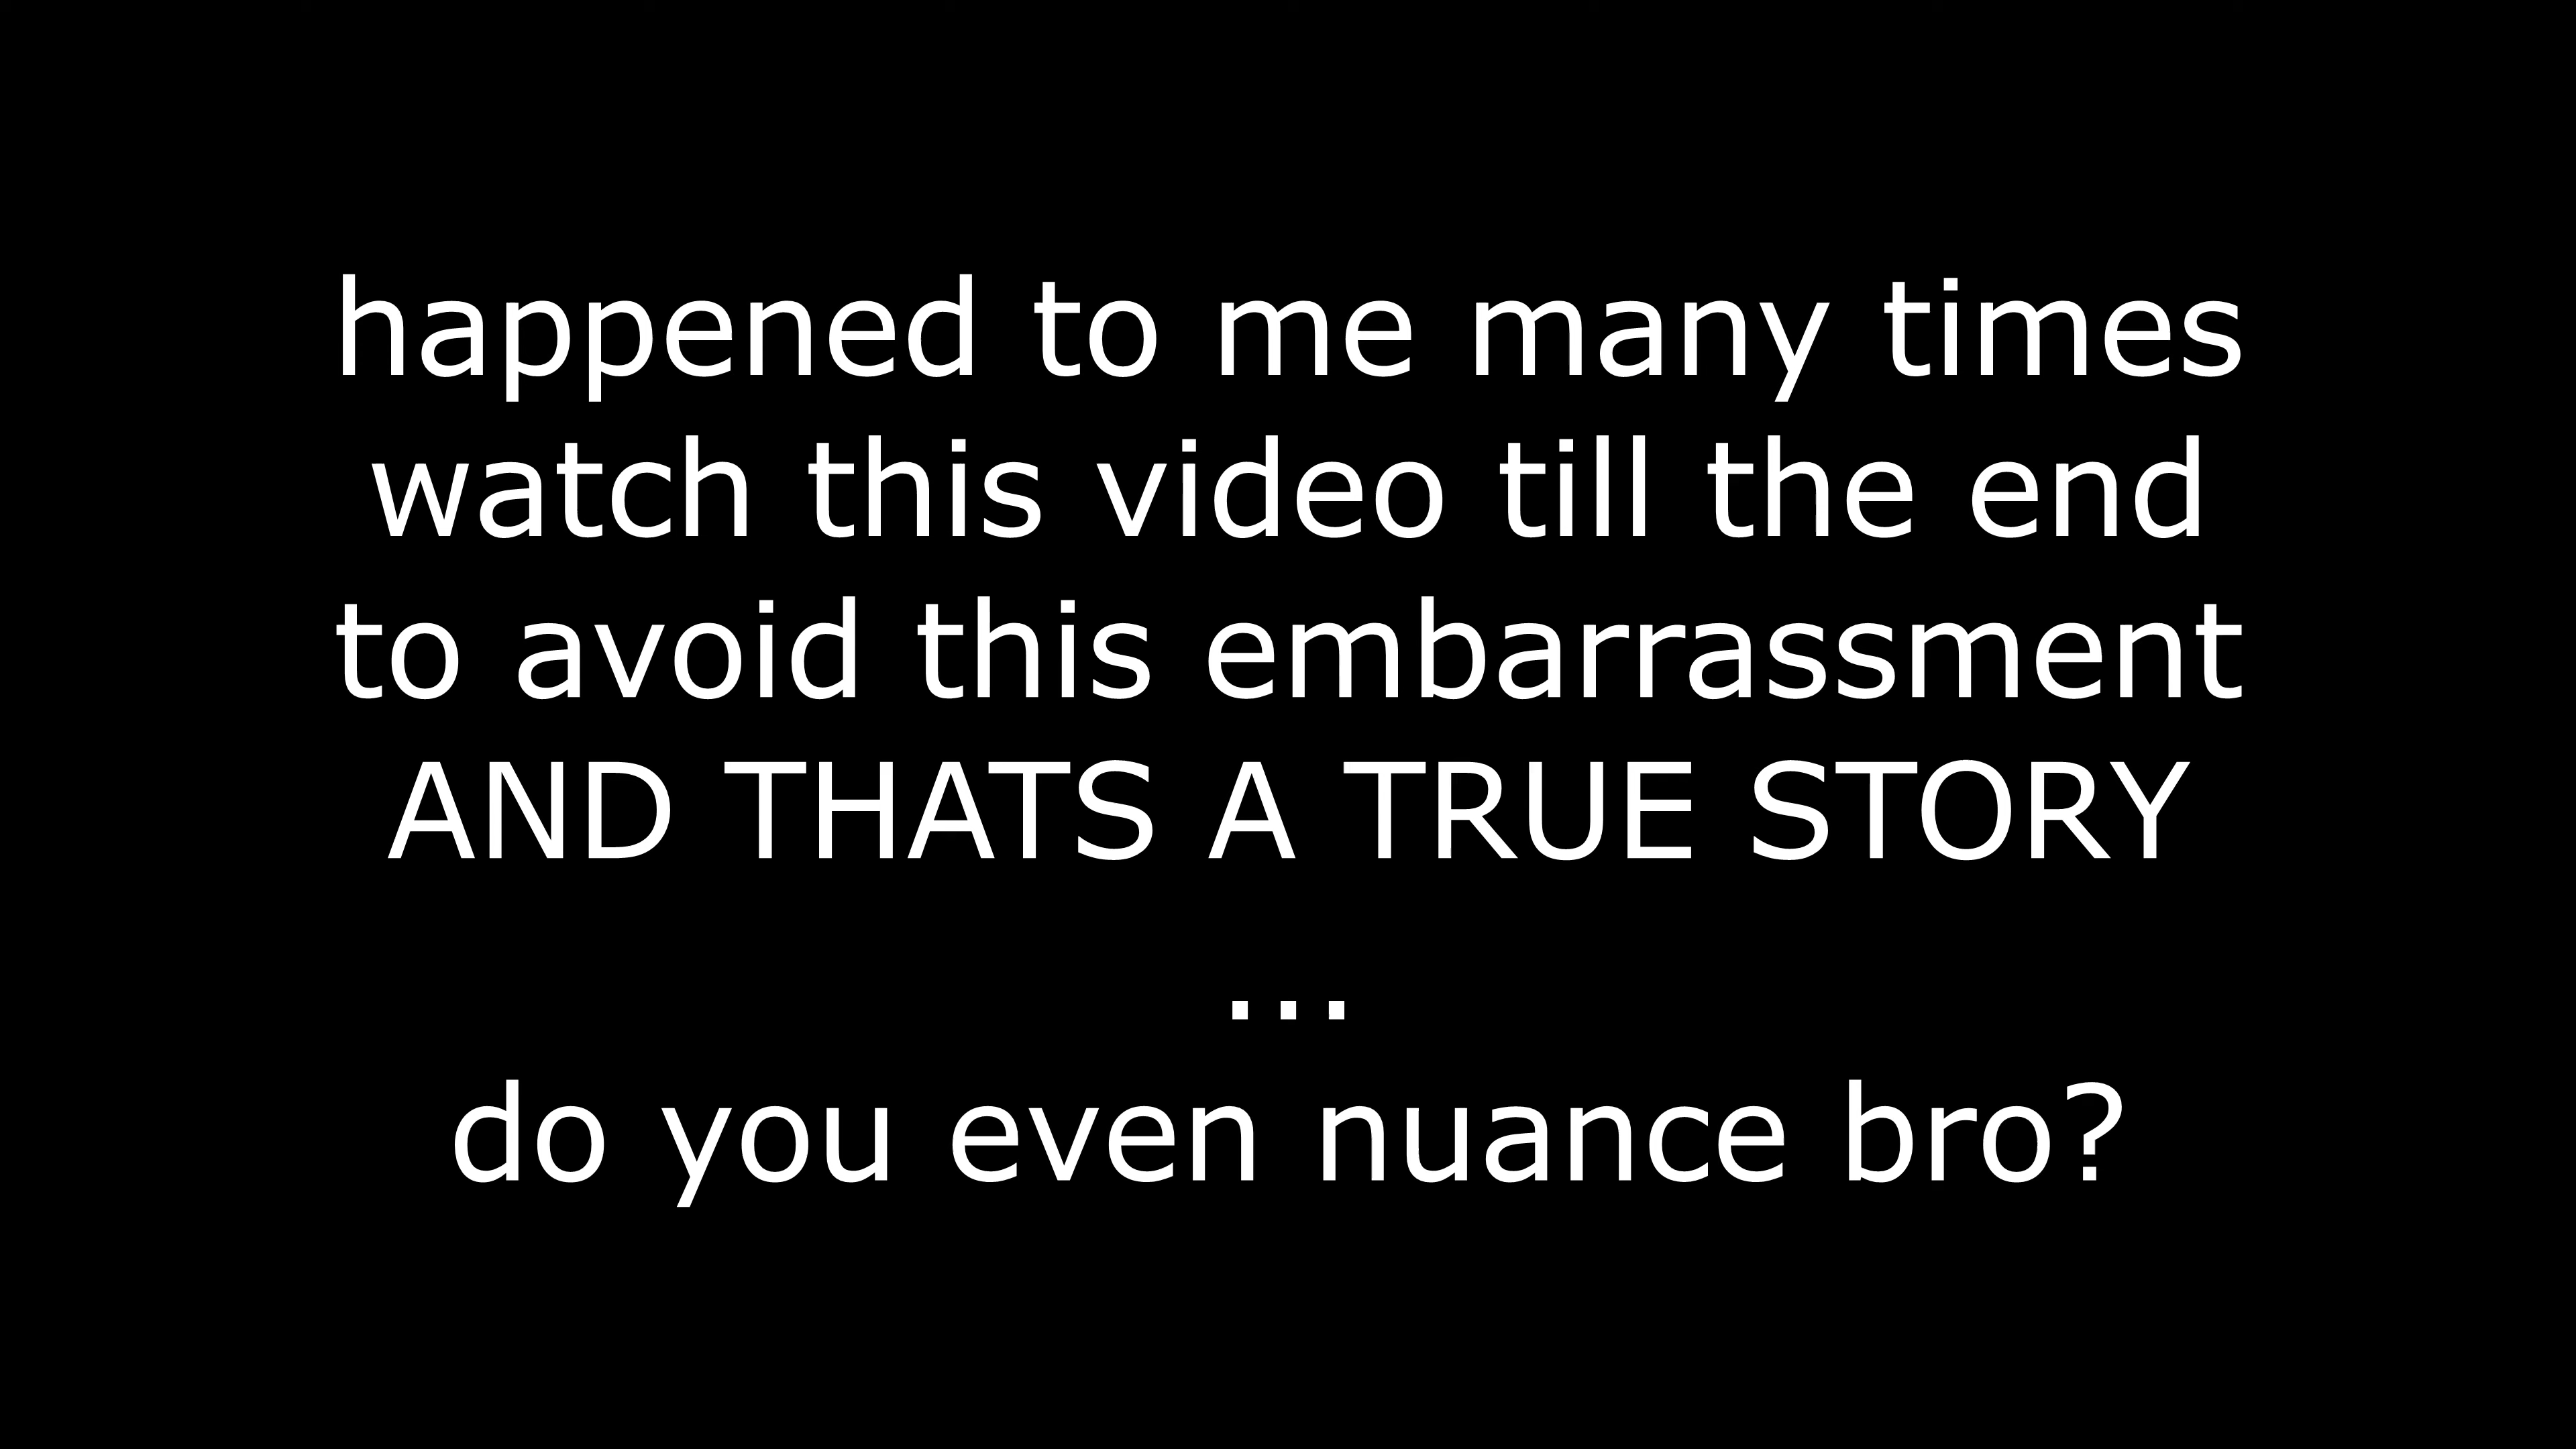 happened to me many times
watch this video till the end
to avoid this embarrassment
AND THATS A TRUE STORY
...
do you even nuance bro?